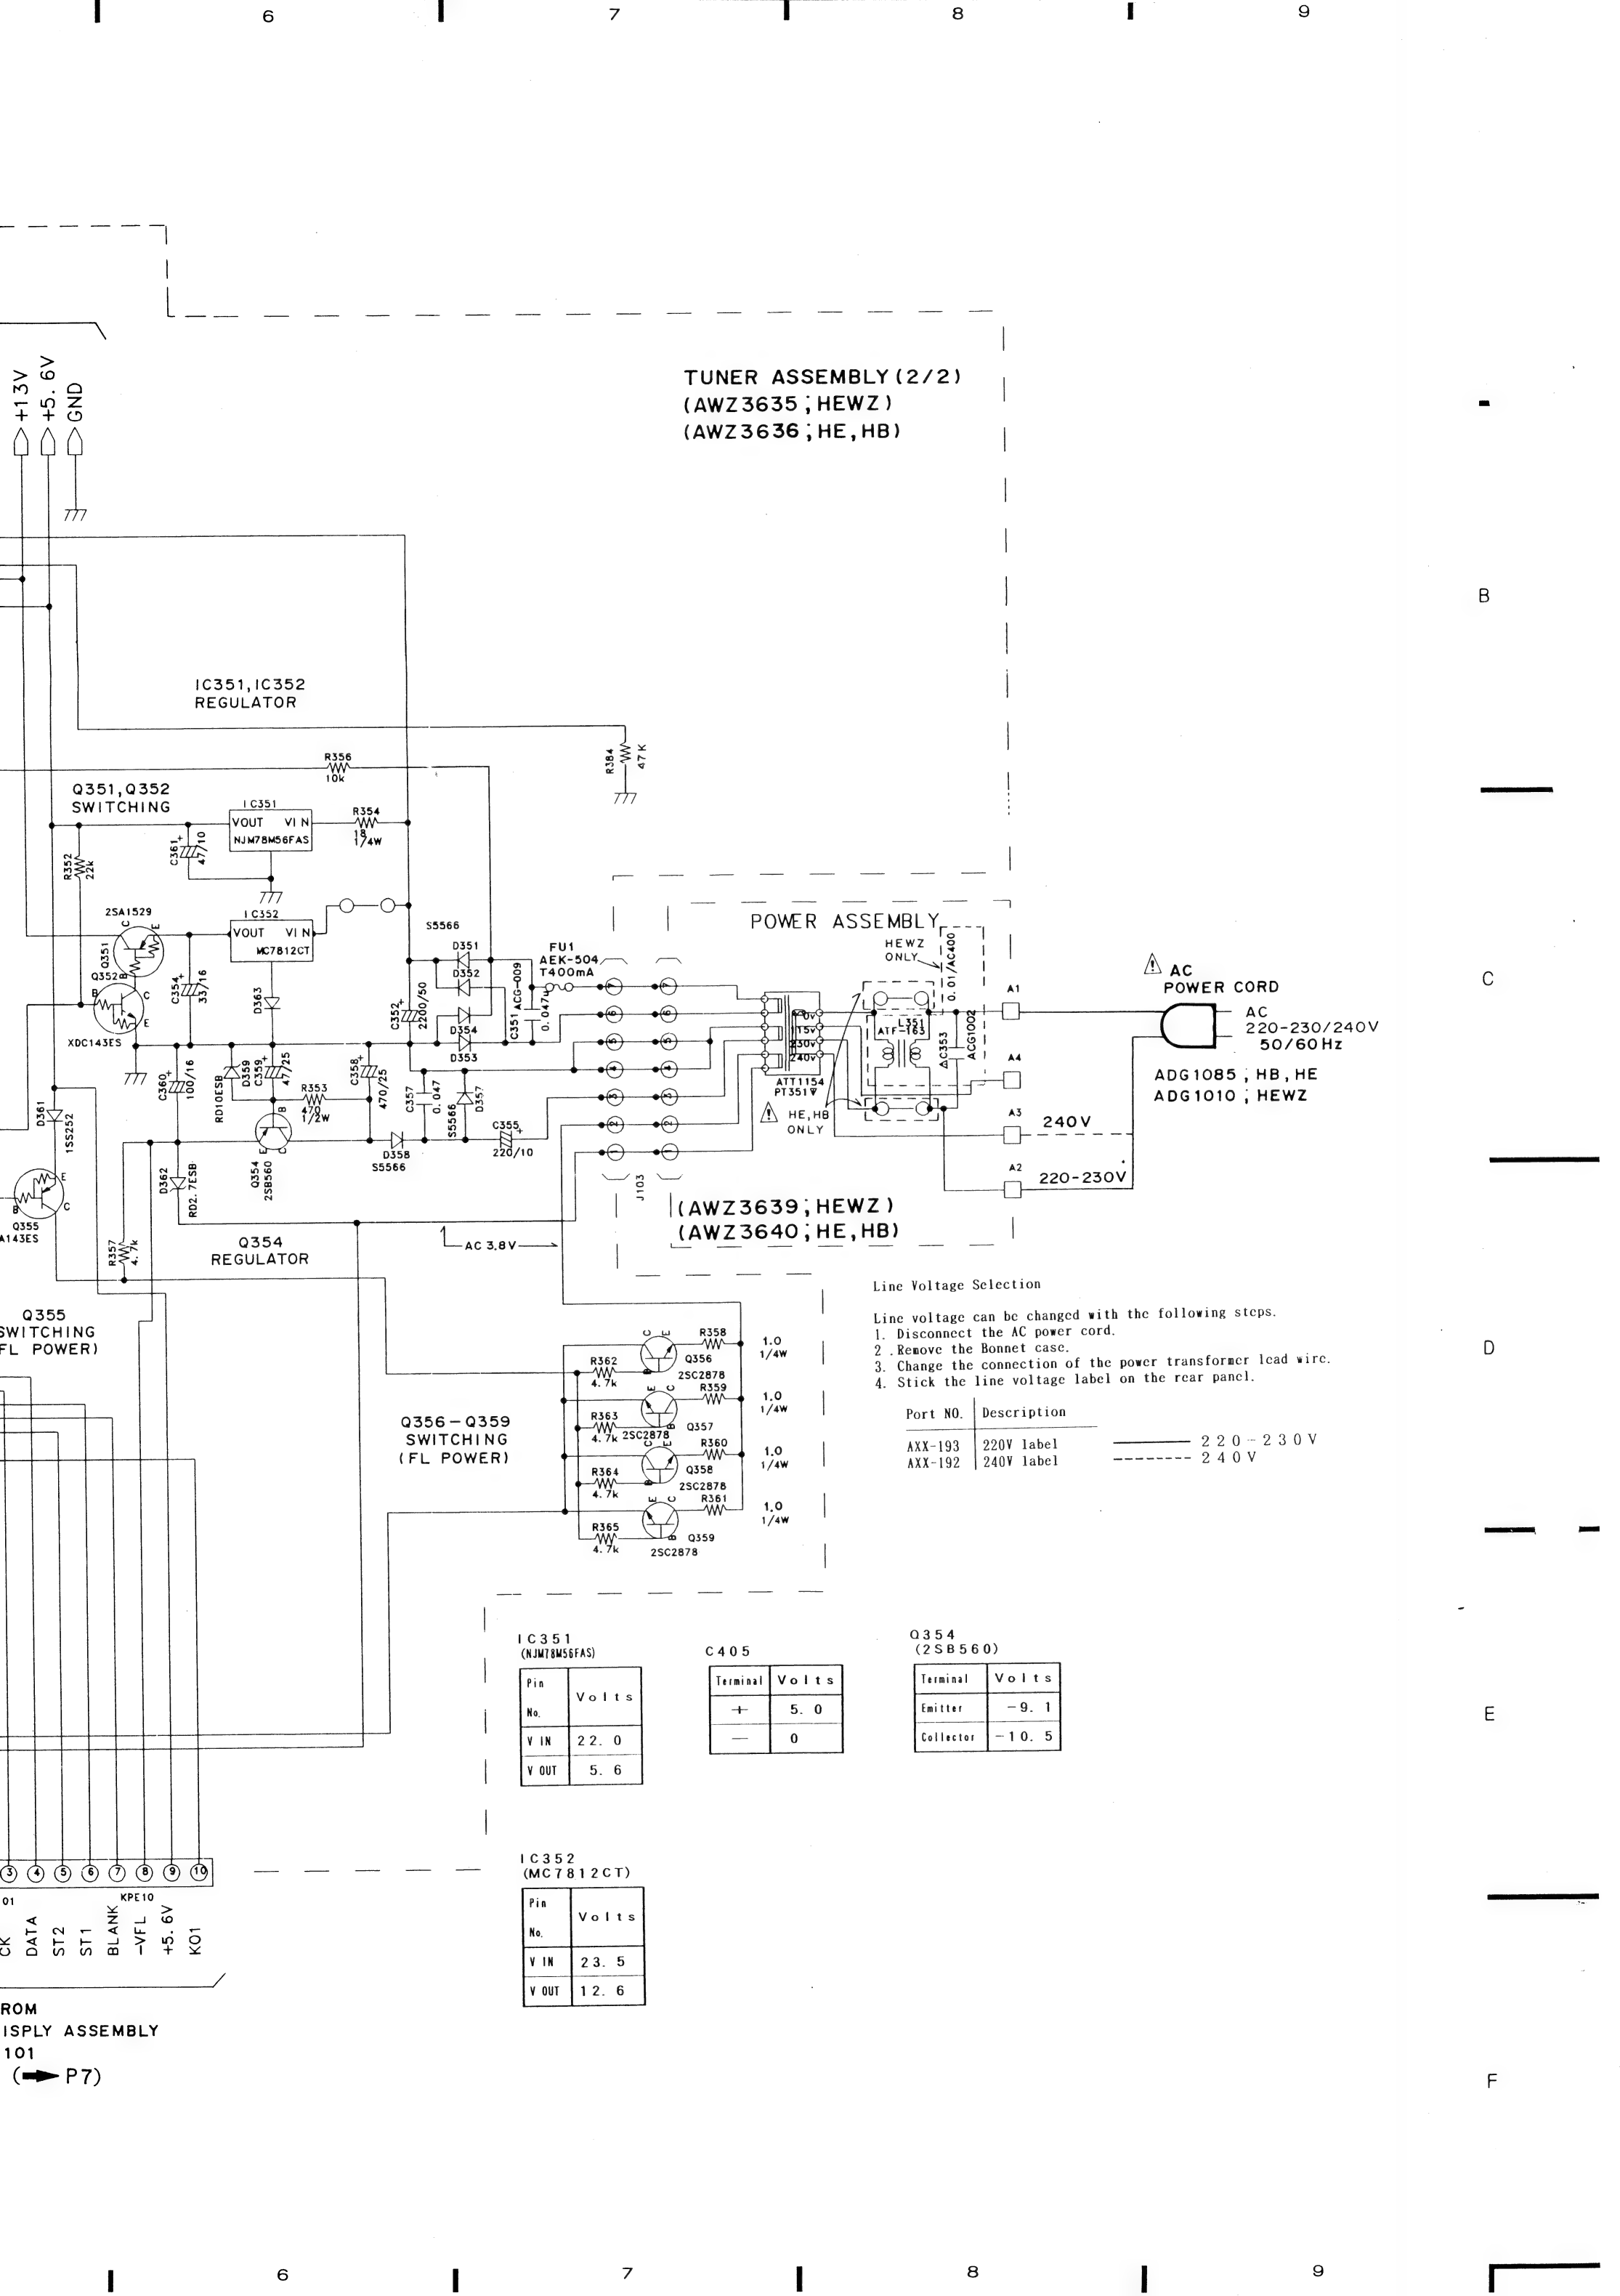 6
7
8
9
+13V
+5.6V
GND
TUNER ASSEMBLY (2/2)
(AWZ3635 ; HEWZ)
(AWZ3636 ; HE, HB)
B
IC351, IC352
REGULATOR
R384
47K
R356
10k
Q351, Q352
SWITCHING
IC351
VOUT VIN
NJM78M56FAS
R354
18
1/4W
C361
+
47/10
R352
22k
2SA1529
C
E
B
Q351
IC352
VOUT VIN
MC7812CT
Q352
B
C
E
XDC143ES
C354
+
33/16
D363
S5566
D351
D352
D354
D353
C352
+
2200/50
C351
ACG-009
0.047μ
FU1
AEK-504
T400mA
POWER ASSEMBLY
HEWZ
ONLY
0.01/AC400
7
6
5
4
3
2
1
0V
115V
230V
240V
ATT1154
PT351
L351
ATF-163
C353
ACG1002
HE, HB
ONLY
A1
A4
A3
A2
240V
220-230V
AC
POWER CORD
AC
220-230/240V
50/60Hz
ADG1085 ; HB, HE
ADG1010 ; HEWZ
C
C360
+
100/16
D359
RD10ESB
C359
+
47/25
R353
470
1/2W
C358
+
470/25
C357
0.047
D357
S5566
C355
+
220/10
D358
S5566
D361
1SS252
Q354
2SB560
B
E
C
D362
RD2.7ESB
B
E
C
Q355
A143ES
R357
4.7k
Q354
REGULATOR
AC 3.8V
J103
(AWZ3639 ; HEWZ)
(AWZ3640 ; HE, HB)
Q355
SWITCHING
FL POWER)
Line Voltage Selection
Line voltage can be changed with the following steps.
1. Disconnect the AC power cord.
2 . Remove the Bonnet case.
3. Change the connection of the power transformer lead wire.
4. Stick the line voltage label on the rear panel.
Port NO. Description
AXX-193 220V label
AXX-192 240V label
220-230V
240V
D
Q356-Q359
SWITCHING
(FL POWER)
R358
1.0
1/4W
R362
4.7k
C E
B
Q356
2SC2878
R359
1.0
1/4W
R363
4.7k
E C
B
Q357
2SC2878
R360
1.0
1/4W
R364
4.7k
C E
B
Q358
2SC2878
R361
1.0
1/4W
R365
4.7k
E C
B
Q359
2SC2878
IC351
(NJM78M56FAS)
Pin
No.
Volts
V IN 22.0
V OUT 5.6
C405
Terminal Volts
+ 5.0
— 0
Q354
(2SB560)
Terminal Volts
Emitter -9.1
Collector -10.5
E
IC352
(MC7812CT)
Pin
No.
Volts
V IN 23.5
V OUT 12.6
3 4 5 6 7 8 9 10
01
KPE10
CK
DATA
ST2
ST1
BLANK
-VFL
+5.6V
KO1
ROM
ISPLY ASSEMBLY
101
( P7)
F
6
7
8
9